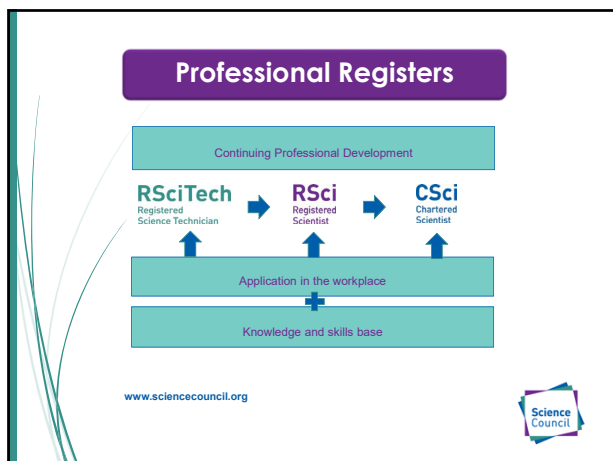 Professional Registers
Continuing Professional Development
RSciTech
Registered
Science Technician
RSci
Registered
Scientist
CSci
Chartered
Scientist
Application in the workplace
Knowledge and skills base
www.sciencecouncil.org
Science
Council